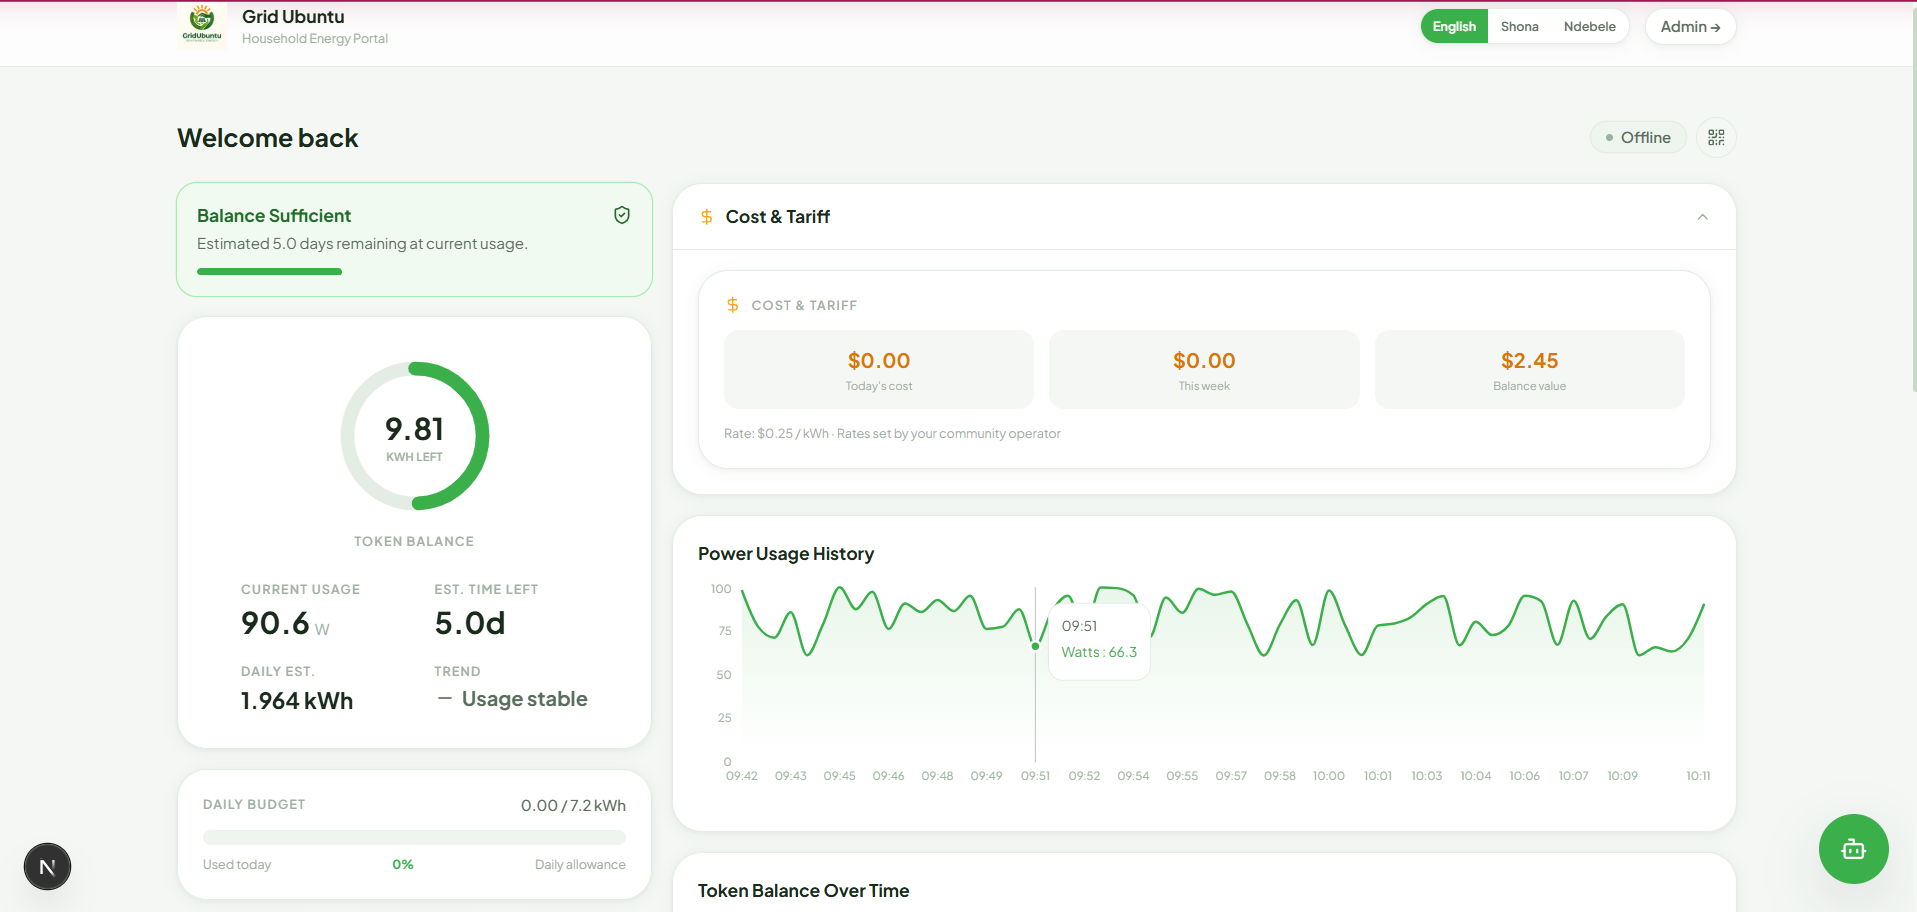 GridUbuntu
Grid Ubuntu
Household Energy Portal
English
Shona
Ndebele
Admin →
Welcome back
Offline
Balance Sufficient
Estimated 5.0 days remaining at current usage.
9.81
KWH LEFT
TOKEN BALANCE
CURRENT USAGE
90.6 W
EST. TIME LEFT
5.0d
DAILY EST.
1.964 kWh
TREND
— Usage stable
DAILY BUDGET
0.00 / 7.2 kWh
Used today
0%
Daily allowance
N
$ Cost & Tariff
$ COST & TARIFF
$0.00
Today's cost
$0.00
This week
$2.45
Balance value
Rate: $0.25 / kWh · Rates set by your community operator
Power Usage History
100
75
50
25
0
09:51
Watts : 66.3
09:42 09:43 09:45 09:46 09:48 09:49 09:51 09:52 09:54 09:55 09:57 09:58 10:00 10:01 10:03 10:04 10:06 10:07 10:09 10:11
Token Balance Over Time